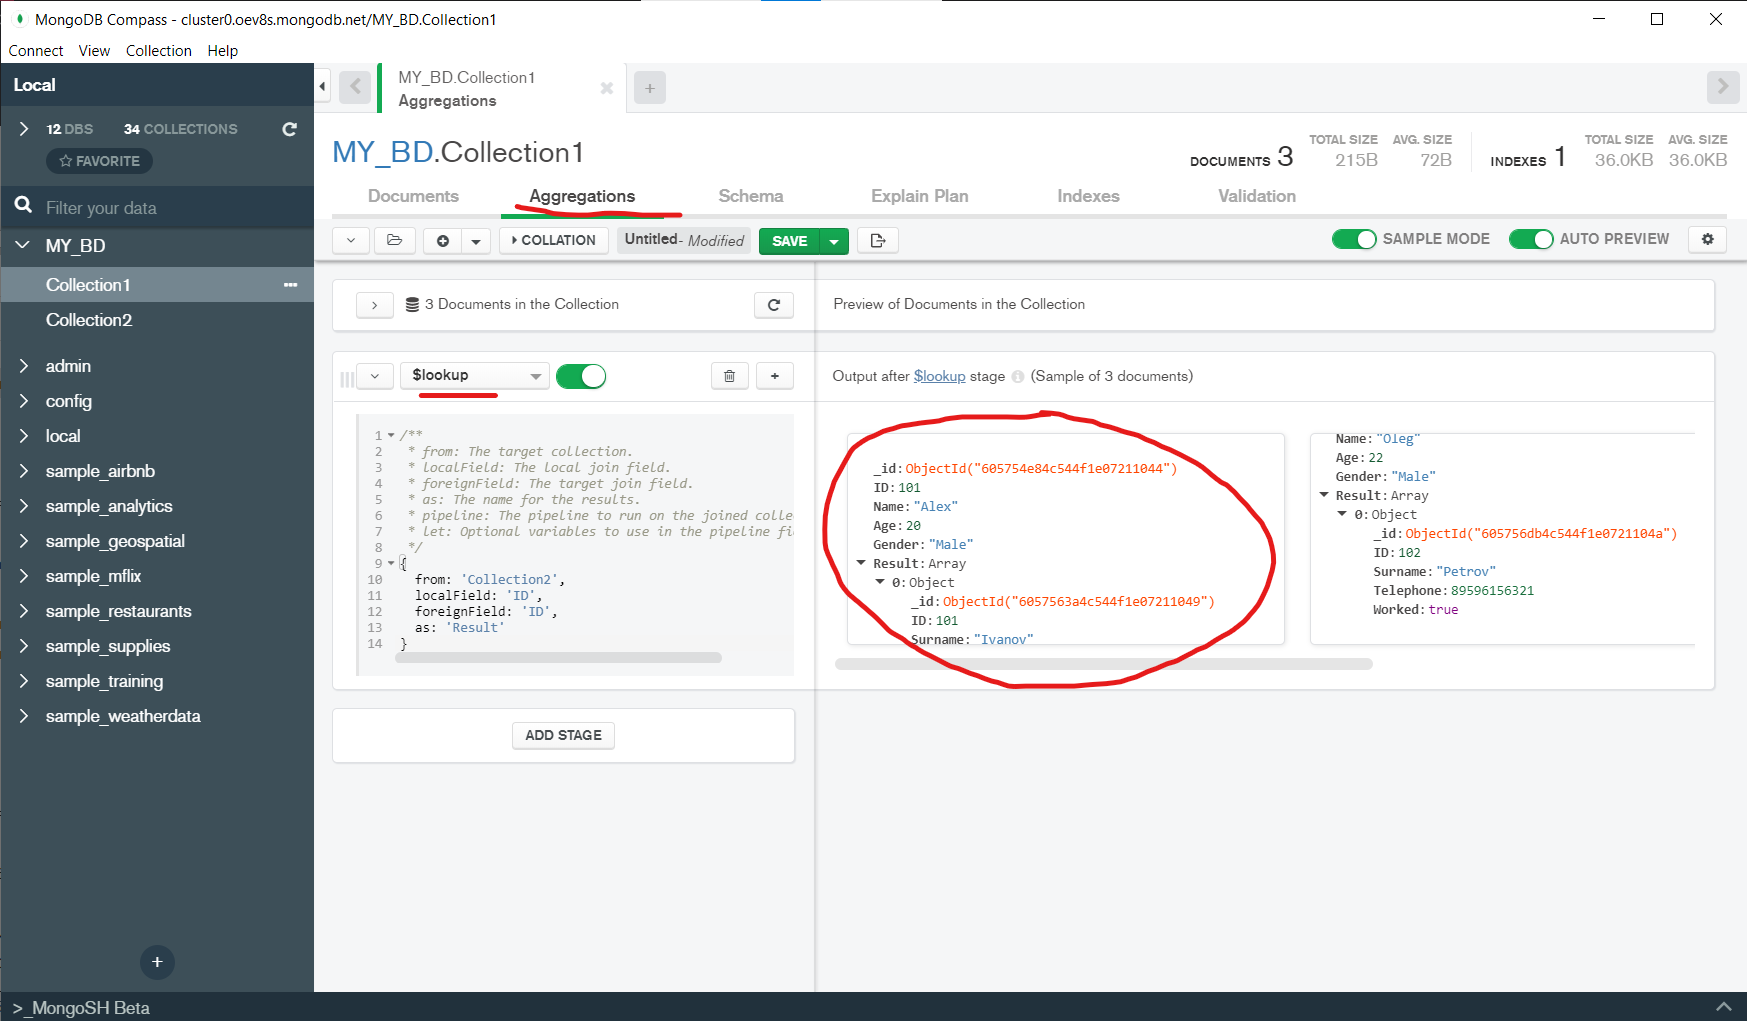 MongoDB Compass - cluster0.oev8s.mongodb.net/MY_BD.Collection1
Connect View Collection Help
Local
12 DBS 34 COLLECTIONS
FAVORITE
Filter your data
MY_BD
Collection1
Collection2
admin
config
local
sample_airbnb
sample_analytics
sample_geospatial
sample_mflix
sample_restaurants
sample_supplies
sample_training
sample_weatherdata
>_MongoSH Beta
MY_BD.Collection1
Aggregations
MY_BD.Collection1
DOCUMENTS 3 TOTAL SIZE 215B AVG. SIZE 72B INDEXES 1 TOTAL SIZE 36.0KB AVG. SIZE 36.0KB
Documents Aggregations Schema Explain Plan Indexes Validation
COLLATION Untitled- Modified SAVE SAMPLE MODE AUTO PREVIEW
3 Documents in the Collection
Preview of Documents in the Collection
$lookup
1 /**
2 * from: The target collection.
3 * localField: The local join field.
4 * foreignField: The target join field.
5 * as: The name for the results.
6 * pipeline: The pipeline to run on the joined colle
7 * let: Optional variables to use in the pipeline fi
8 */
9 {
10 from: 'Collection2',
11 localField: 'ID',
12 foreignField: 'ID',
13 as: 'Result'
14 }
Output after $lookup stage (Sample of 3 documents)
_id: ObjectId("605754e84c544f1e07211044")
ID: 101
Name: "Alex"
Age: 20
Gender: "Male"
Result: Array
0: Object
_id: ObjectId("6057563a4c544f1e07211049")
ID: 101
Surname: "Ivanov"
Name: "Oleg"
Age: 22
Gender: "Male"
Result: Array
0: Object
_id: ObjectId("605756db4c544f1e0721104a")
ID: 102
Surname: "Petrov"
Telephone: 89596156321
Worked: true
ADD STAGE